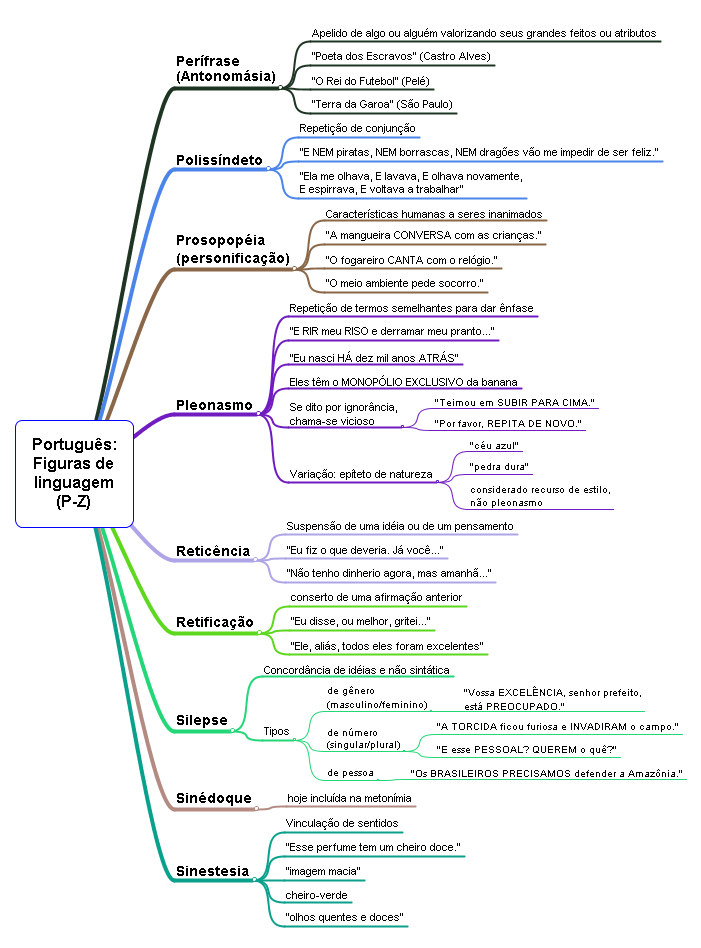 Português:
Figuras de
linguagem
(P-Z)
Perífrase
(Antonomásia)
Apelido de algo ou alguém valorizando seus grandes feitos ou atributos
"Poeta dos Escravos" (Castro Alves)
"O Rei do Futebol" (Pelé)
"Terra da Garoa" (São Paulo)
Polissíndeto
Repetição de conjunção
"E NEM piratas, NEM borrascas, NEM dragões vão me impedir de ser feliz."
"Ela me olhava, E lavava, E olhava novamente,
E espirrava, E voltava a trabalhar"
Prosopopéia
(personificação)
Características humanas a seres inanimados
"A mangueira CONVERSA com as crianças."
"O fogareiro CANTA com o relógio."
"O meio ambiente pede socorro."
Pleonasmo
Repetição de termos semelhantes para dar ênfase
"E RIR meu RISO e derramar meu pranto..."
"Eu nasci HÁ dez mil anos ATRÁS"
Eles têm o MONOPÓLIO EXCLUSIVO da banana
Se dito por ignorância,
chama-se vicioso
"Teimou em SUBIR PARA CIMA."
"Por favor, REPITA DE NOVO."
Variação: epíteto de natureza
"céu azul"
"pedra dura"
considerado recurso de estilo,
não pleonasmo
Reticência
Suspensão de uma idéia ou de um pensamento
"Eu fiz o que deveria. Já você..."
"Não tenho dinherio agora, mas amanhã..."
Retificação
conserto de uma afirmação anterior
"Eu disse, ou melhor, gritei..."
"Ele, aliás, todos eles foram excelentes"
Silepse
Concordância de idéias e não sintática
Tipos
de gênero
(masculino/feminino)
"Vossa EXCELÊNCIA, senhor prefeito,
está PREOCUPADO."
de número
(singular/plural)
"A TORCIDA ficou furiosa e INVADIRAM o campo."
"E esse PESSOAL? QUEREM o quê?"
de pessoa
"Os BRASILEIROS PRECISAMOS defender a Amazônia."
Sinédoque
hoje incluída na metonímia
Sinestesia
Vinculação de sentidos
"Esse perfume tem um cheiro doce."
"imagem macia"
cheiro-verde
"olhos quentes e doces"